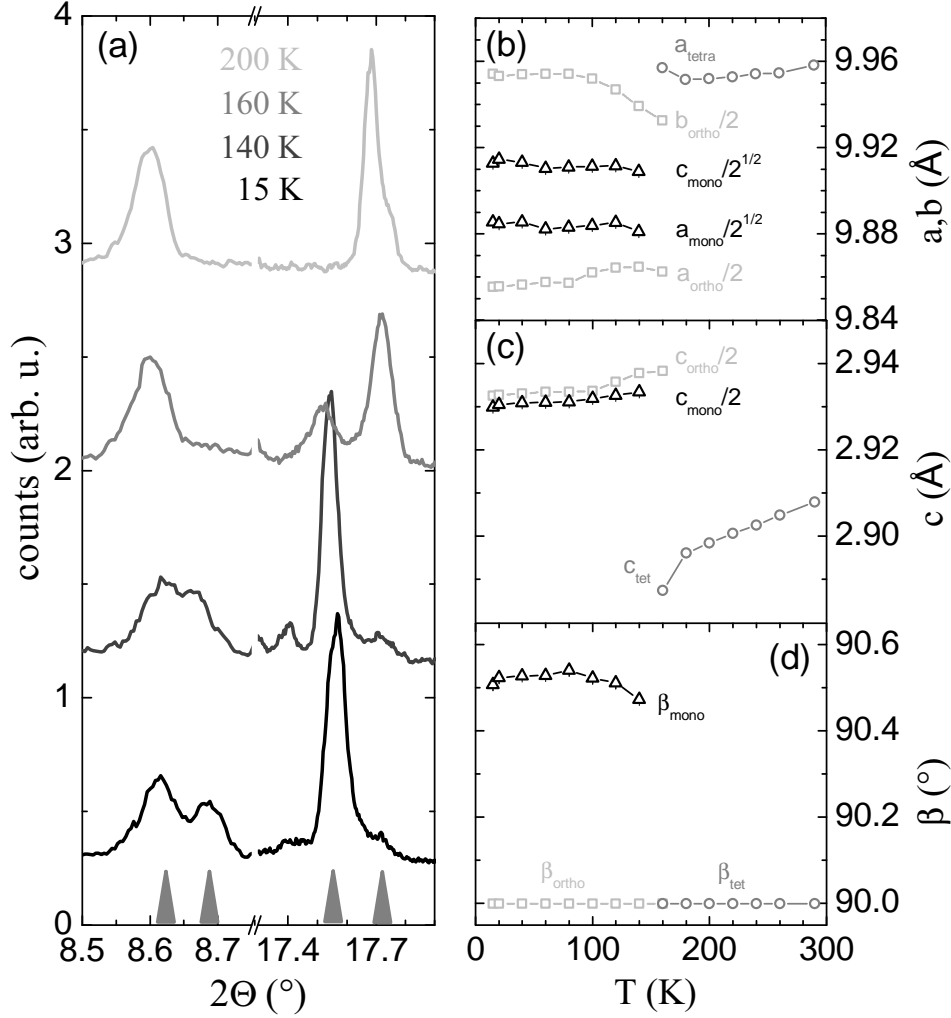 (a)
200 K
160 K
140 K
15 K
counts (arb. u.)
4
3
2
1
0
8.5
8.6
8.7
17.4
17.7
2Θ (°)
(b)
a_tetra
b_ortho/2
c_mono/2^1/2
a_mono/2^1/2
a_ortho/2
9.96
9.92
9.88
9.84
a,b (Å)
(c)
c_ortho/2
c_mono/2
c_tet
2.94
2.92
2.90
c (Å)
(d)
β_mono
β_ortho
β_tet
90.6
90.4
90.2
90.0
β (°)
0
100
200
300
T (K)